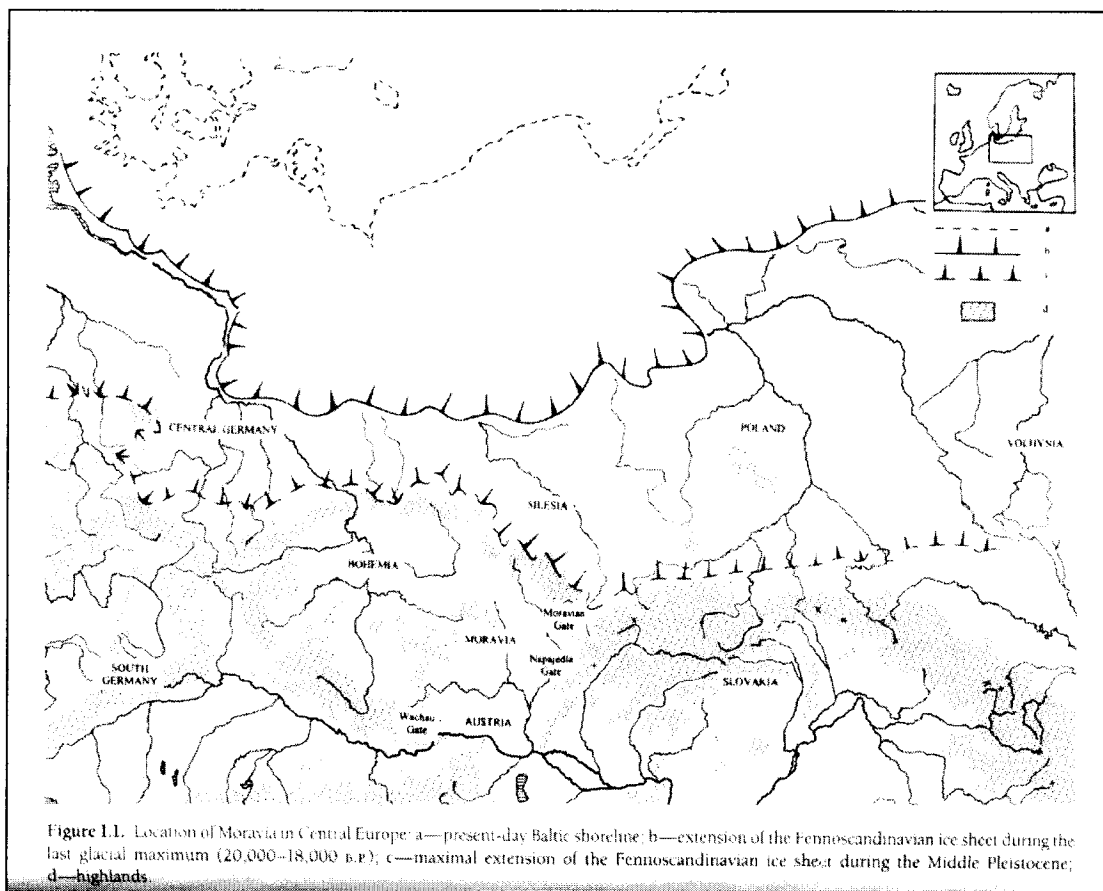 a
b
d
CENTRAL GERMANY
POLAND
VOLHYNIA
SILESIA
BOHEMIA
Moravian
Gate
MORAVIA
Napajedla
Gate
SOUTH
GERMANY
SLOVAKIA
Wachau
Gate
AUSTRIA
Figure 1.1. Location of Moravia in Central Europe: a—present-day Baltic shoreline; b—extension of the Fennoscandinavian ice sheet during the
last glacial maximum (20,000–18,000 B.P.); c—maximal extension of the Fennoscandinavian ice sheet during the Middle Pleistocene;
d—highlands.